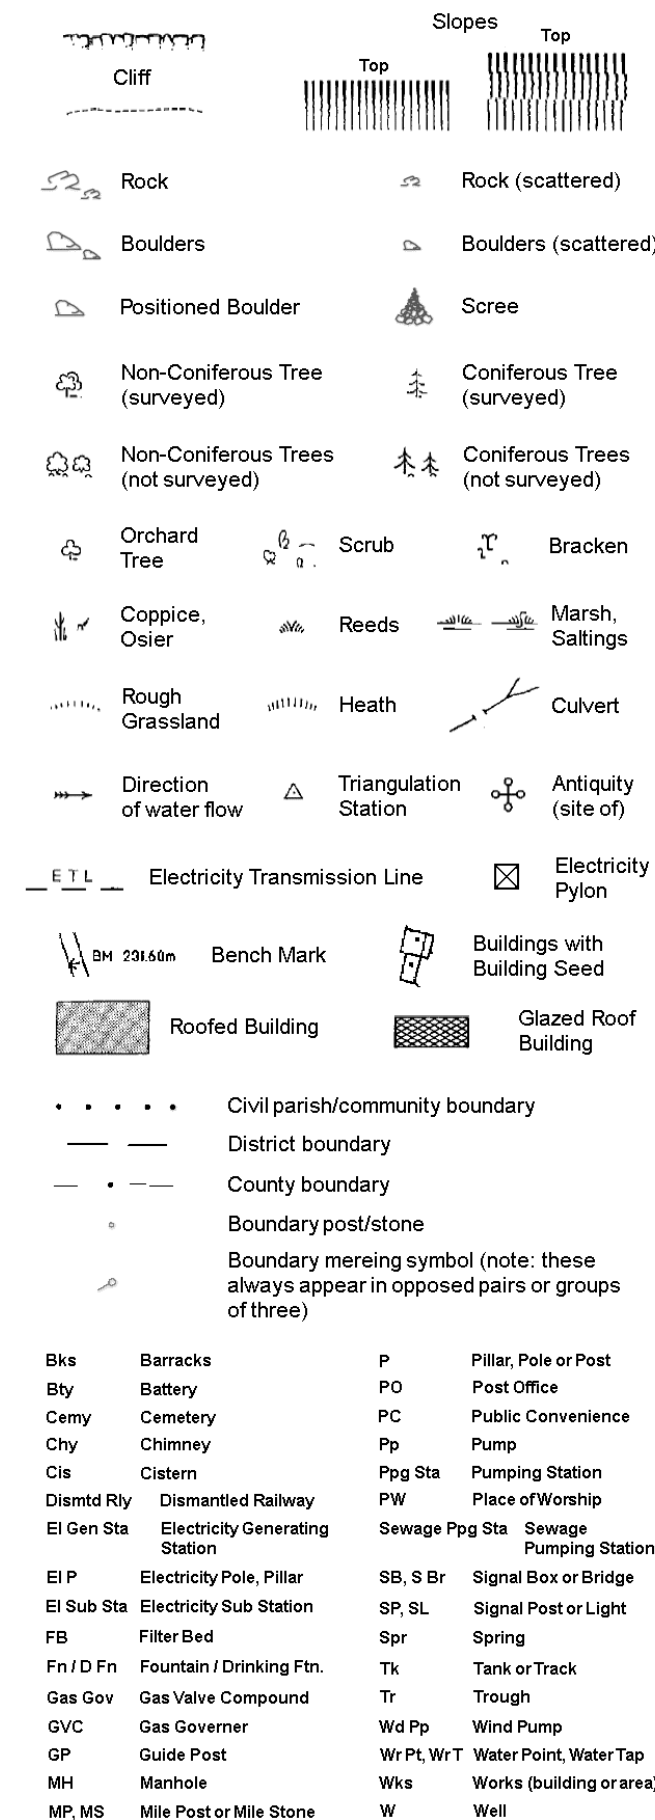 Slopes
Cliff
Top
Top
Rock
Rock (scattered)
Boulders
Boulders (scattered)
Positioned Boulder
Scree
Non-Coniferous Tree
(surveyed)
Coniferous Tree
(surveyed)
Non-Coniferous Trees
(not surveyed)
Coniferous Trees
(not surveyed)
Orchard
Tree
Scrub
Bracken
Coppice,
Osier
Reeds
Marsh,
Saltings
Rough
Grassland
Heath
Culvert
Direction
of water flow
Triangulation
Station
Antiquity
(site of)
E T L
Electricity Transmission Line
Electricity
Pylon
BM 231.60m
Bench Mark
Buildings with
Building Seed
Roofed Building
Glazed Roof
Building
Civil parish/community boundary
District boundary
County boundary
Boundary post/stone
Boundary mereing symbol (note: these
always appear in opposed pairs or groups
of three)
Bks Barracks
P Pillar, Pole or Post
Bty Battery
PO Post Office
Cemy Cemetery
PC Public Convenience
Chy Chimney
Pp Pump
Cis Cistern
Ppg Sta Pumping Station
Dismtd Rly Dismantled Railway
PW Place of Worship
El Gen Sta Electricity Generating
Station
Sewage Ppg Sta Sewage
Pumping Station
El P Electricity Pole, Pillar
SB, S Br Signal Box or Bridge
El Sub Sta Electricity Sub Station
SP, SL Signal Post or Light
FB Filter Bed
Spr Spring
Fn / D Fn Fountain / Drinking Ftn.
Tk Tank or Track
Gas Gov Gas Valve Compound
Tr Trough
GVC Gas Governer
Wd Pp Wind Pump
GP Guide Post
Wr Pt, Wr T Water Point, Water Tap
MH Manhole
Wks Works (building or area)
MP, MS Mile Post or Mile Stone
W Well